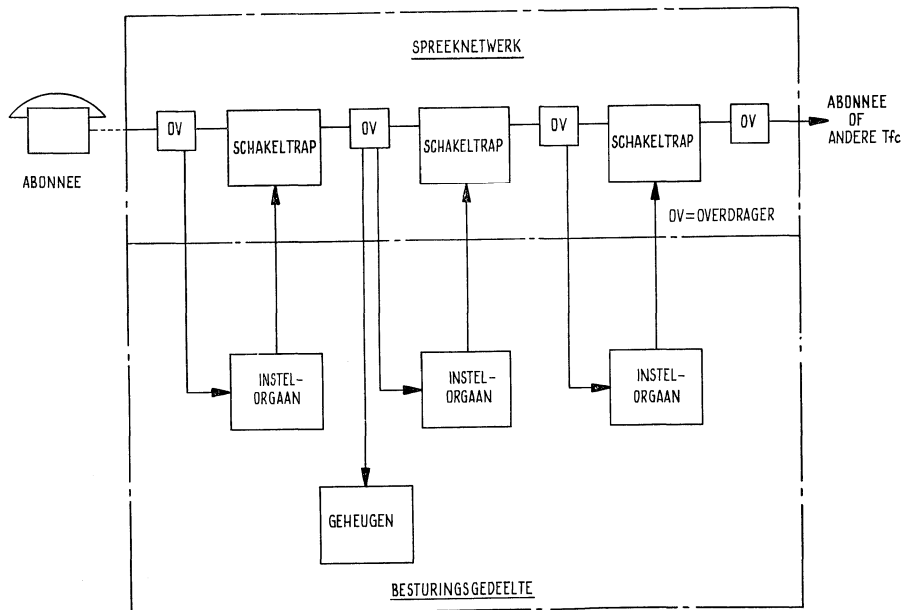 SPREEKNETWERK
ABONNEE
OV
SCHAKELTRAP
OV
SCHAKELTRAP
OV
SCHAKELTRAP
OV
ABONNEE
OF
ANDERE Tfc
OV=OVERDRAGER
INSTEL-
ORGAAN
INSTEL-
ORGAAN
INSTEL-
ORGAAN
GEHEUGEN
BESTURINGSGEDEELTE